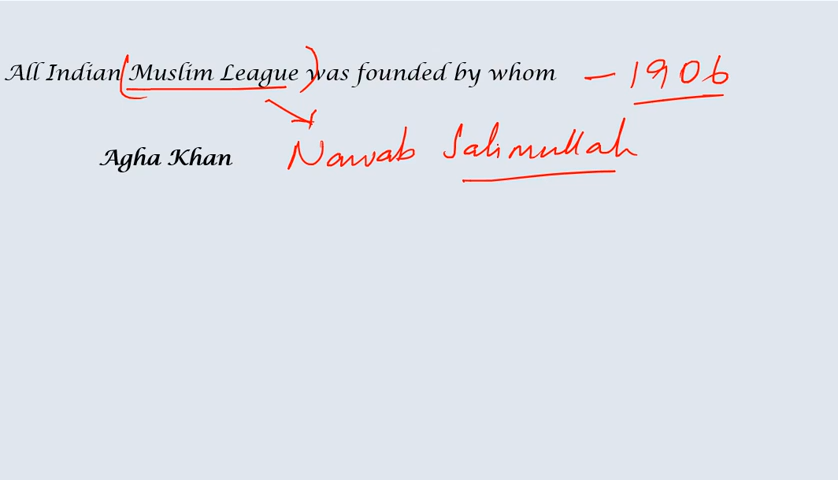 All Indian (Muslim League) was founded by whom – 1906
Agha Khan Nawab Salimullah